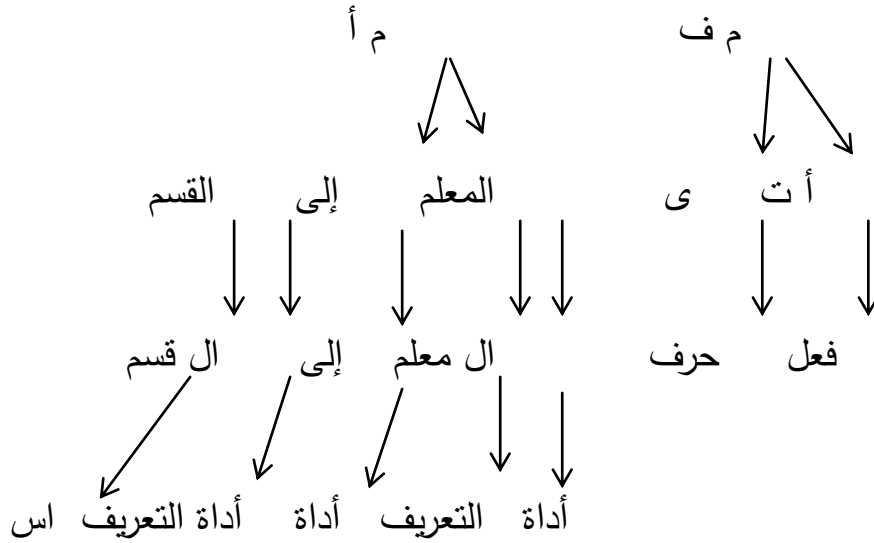 م ف م أ
أ ت ى المعلم إلى القسم
فعل حرف ال معلم إلى ال قسم
أداة التعريف أداة أداة التعريف اس